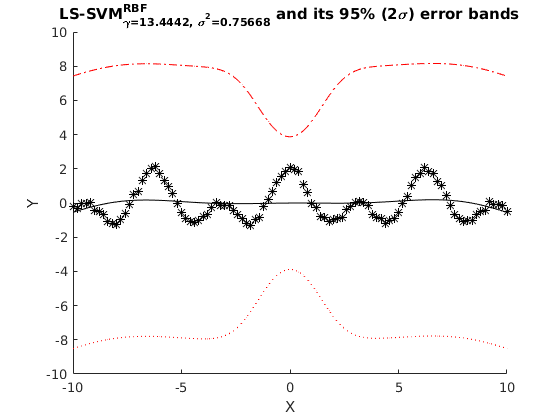 LS-SVM^{RBF}_{γ=13.4442, σ^2=0.75668} and its 95% (2σ) error bands
10
8
6
4
2
0
-2
-4
-6
-8
-10
Y
-10 -5 0 5 10
X